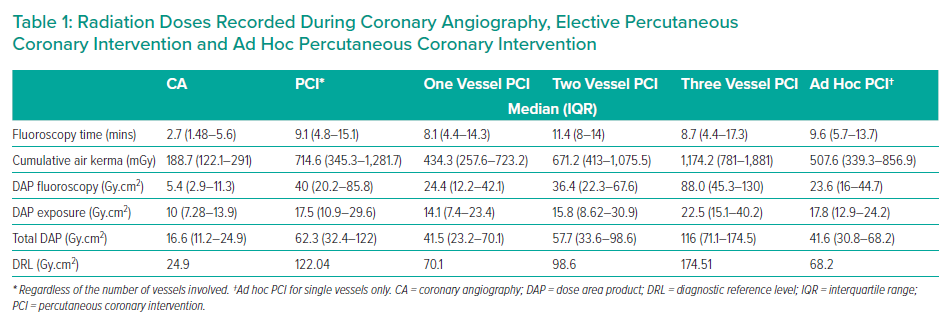 Table 1: Radiation Doses Recorded During Coronary Angiography, Elective Percutaneous
Coronary Intervention and Ad Hoc Percutaneous Coronary Intervention
CA PCI* One Vessel PCI Two Vessel PCI Three Vessel PCI Ad Hoc PCI†
Median (IQR)
Fluoroscopy time (mins) 2.7 (1.48–5.6) 9.1 (4.8–15.1) 8.1 (4.4–14.3) 11.4 (8–14) 8.7 (4.4–17.3) 9.6 (5.7–13.7)
Cumulative air kerma (mGy) 188.7 (122.1–291) 714.6 (345.3–1,281.7) 434.3 (257.6–723.2) 671.2 (413–1,075.5) 1,174.2 (781–1,881) 507.6 (339.3–856.9)
DAP fluoroscopy (Gy.cm²) 5.4 (2.9–11.3) 40 (20.2–85.8) 24.4 (12.2–42.1) 36.4 (22.3–67.6) 88.0 (45.3–130) 23.6 (16–44.7)
DAP exposure (Gy.cm²) 10 (7.28–13.9) 17.5 (10.9–29.6) 14.1 (7.4–23.4) 15.8 (8.62–30.9) 22.5 (15.1–40.2) 17.8 (12.9–24.2)
Total DAP (Gy.cm²) 16.6 (11.2–24.9) 62.3 (32.4–122) 41.5 (23.2–70.1) 57.7 (33.6–98.6) 116 (71.1–174.5) 41.6 (30.8–68.2)
DRL (Gy.cm²) 24.9 122.04 70.1 98.6 174.51 68.2
* Regardless of the number of vessels involved. †Ad hoc PCI for single vessels only. CA = coronary angiography; DAP = dose area product; DRL = diagnostic reference level; IQR = interquartile range;
PCI = percutaneous coronary intervention.